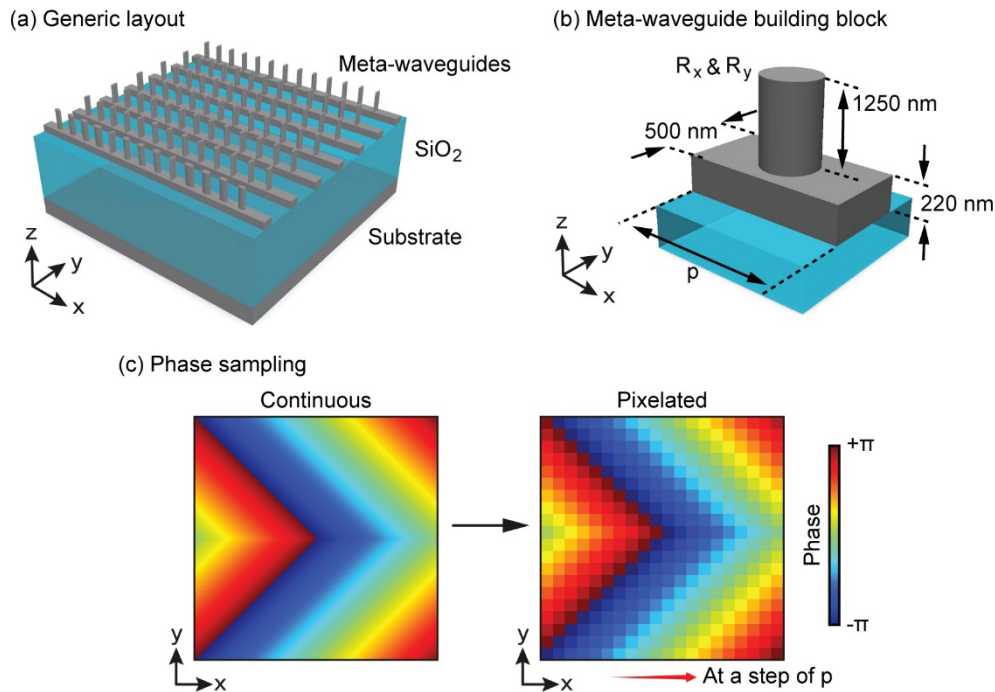 (a) Generic layout
Meta-waveguides
SiO₂
Substrate
z
y
x
(b) Meta-waveguide building block
Rₓ & Rᵧ
1250 nm
500 nm
220 nm
p
z
y
x
(c) Phase sampling
Continuous
Pixelated
+π
Phase
-π
y
x
y
x
At a step of p